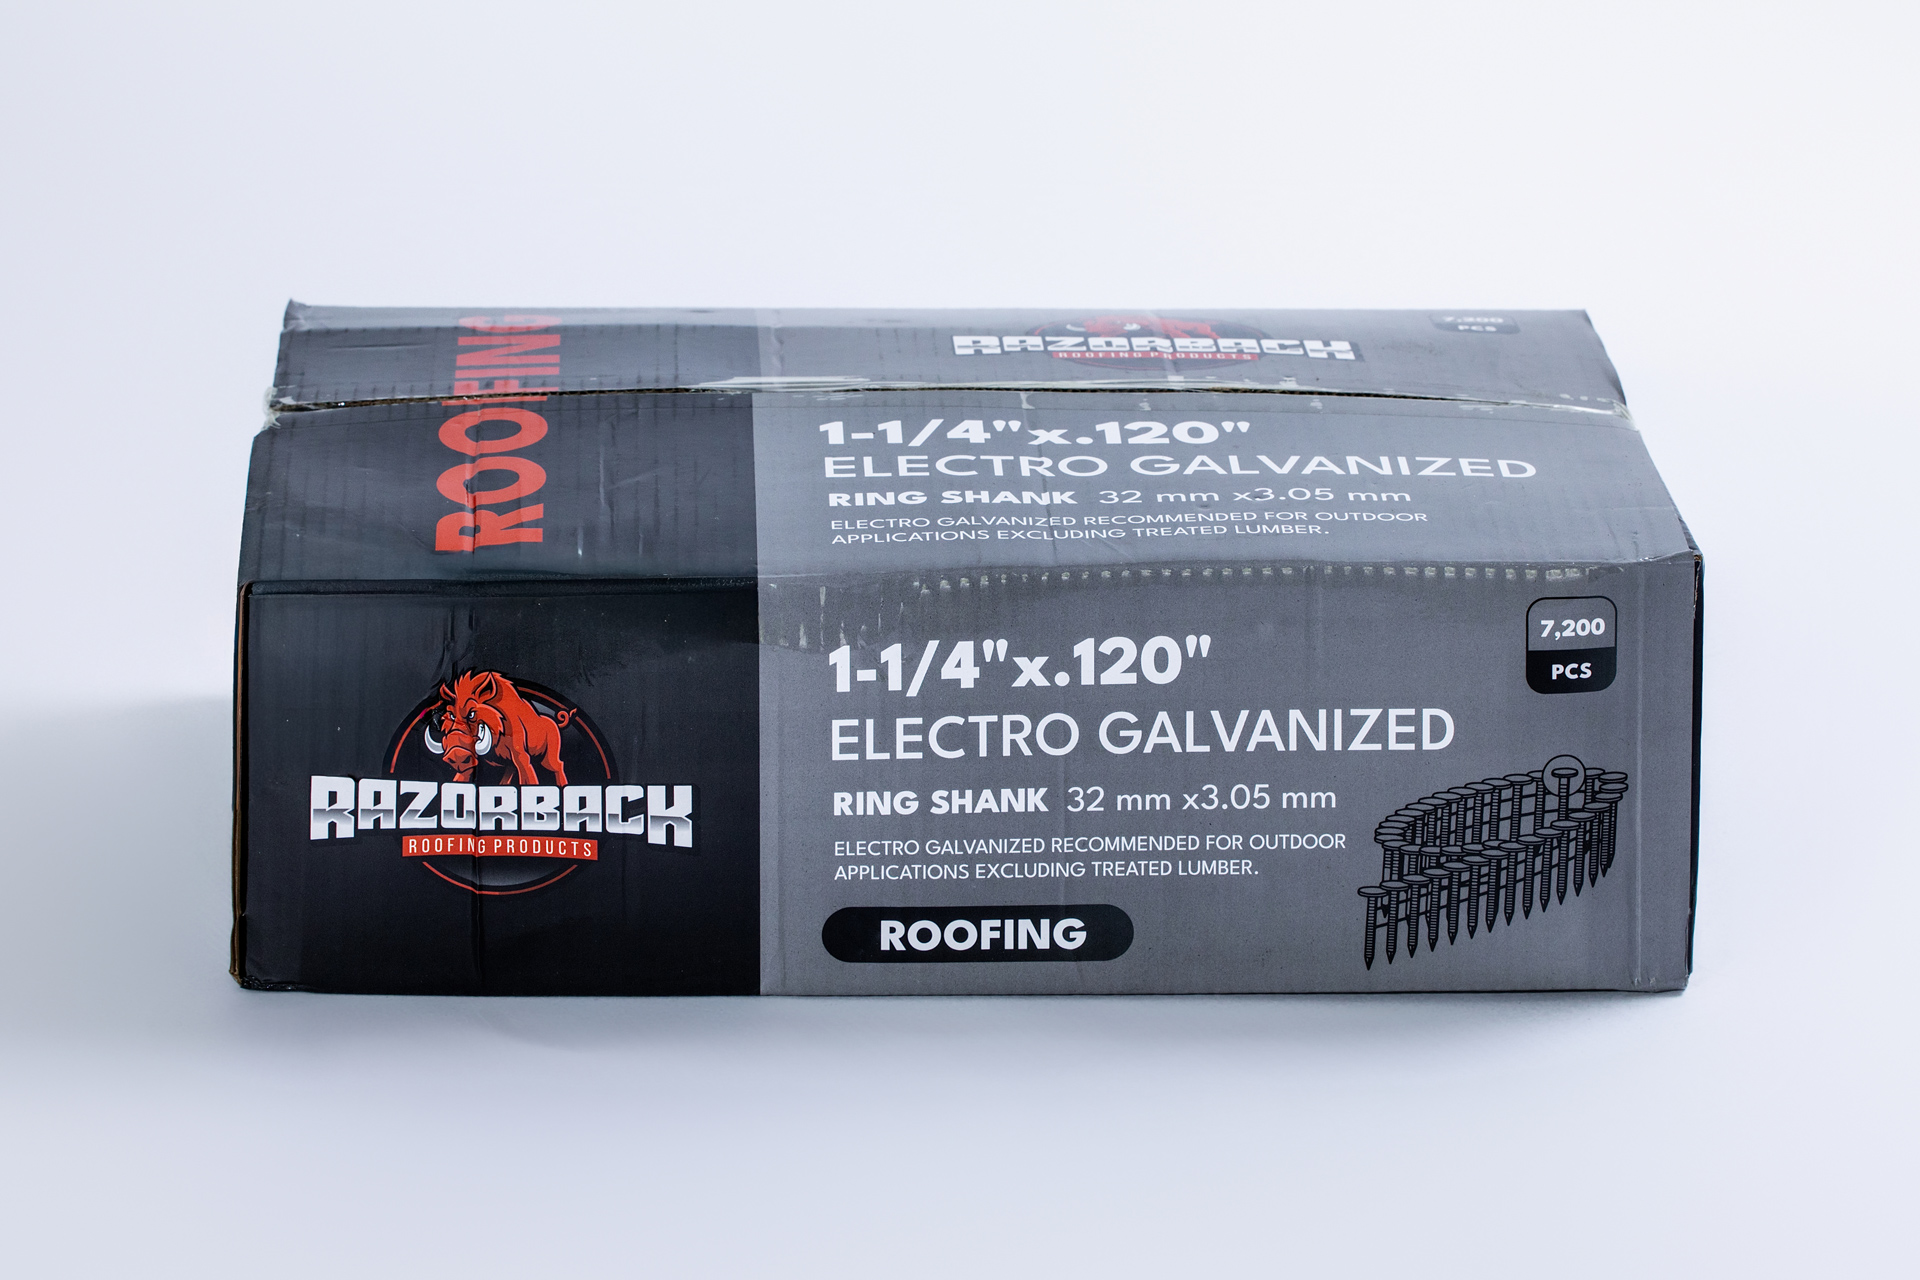 7,200
PCS
RAZORBACK
ROOFING PRODUCTS
ROOFING
1-1/4"x.120"
ELECTRO GALVANIZED
RING SHANK 32 mm x3.05 mm
ELECTRO GALVANIZED RECOMMENDED FOR OUTDOOR
APPLICATIONS EXCLUDING TREATED LUMBER.
7,200
PCS
1-1/4"x.120"
ELECTRO GALVANIZED
RING SHANK 32 mm x3.05 mm
ELECTRO GALVANIZED RECOMMENDED FOR OUTDOOR
APPLICATIONS EXCLUDING TREATED LUMBER.
ROOFING
RAZORBACK
ROOFING PRODUCTS